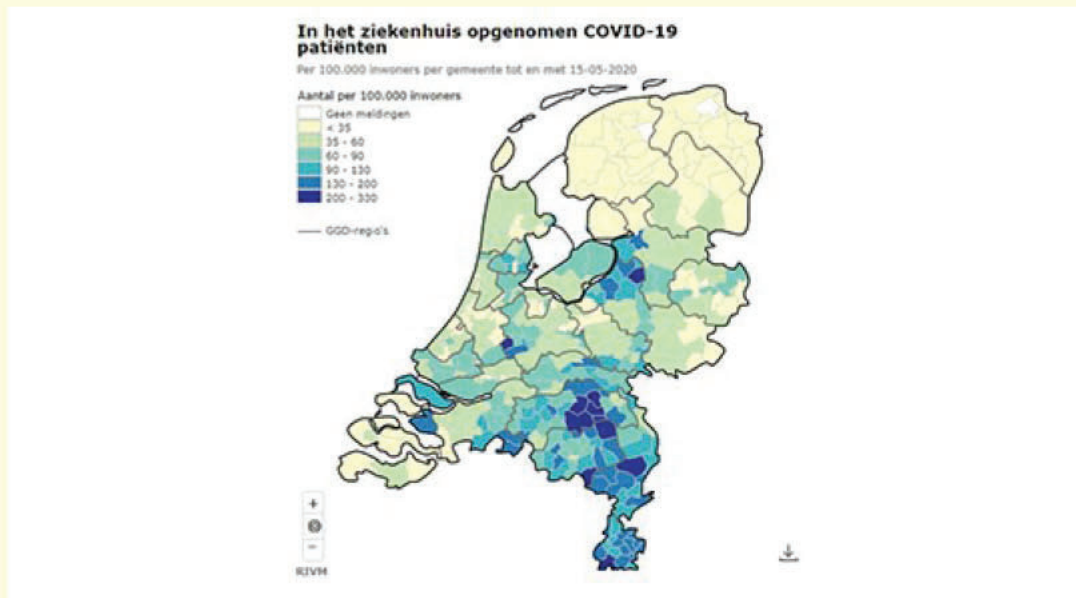 In het ziekenhuis opgenomen COVID-19
patiënten
Per 100.000 inwoners per gemeente tot en met 15-05-2020
Aantal per 100.000 inwoners
Geen meldingen
< 35
35 - 60
60 - 90
90 - 130
130 - 200
200 - 330
GGD-regio's
+
−
RIVM